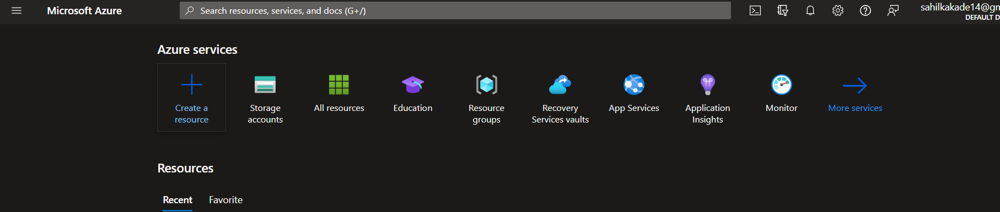 Microsoft Azure
Search resources, services, and docs (G+/)
sahilkakade14@gm
DEFAULT D
Azure services
Create a
resource
Storage
accounts
All resources
Education
Resource
groups
Recovery
Services vaults
App Services
Application
Insights
Monitor
More services
Resources
Recent
Favorite